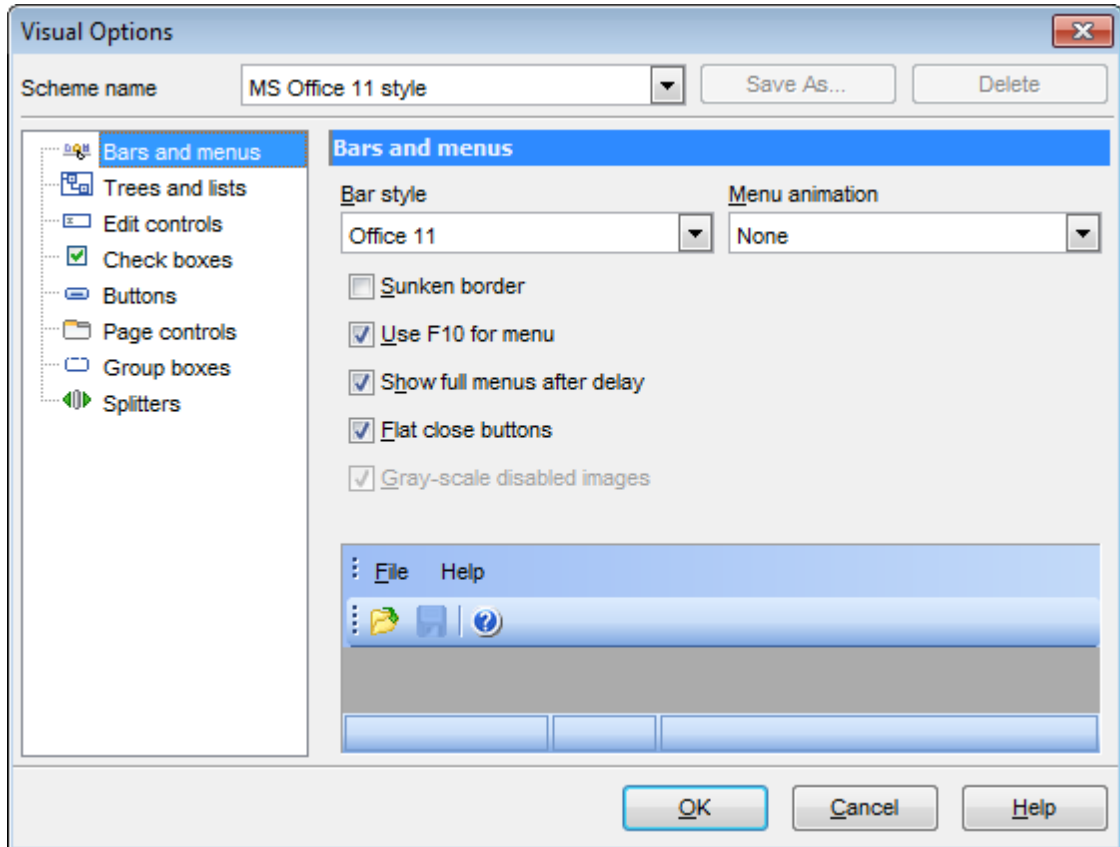 Visual Options
Scheme name MS Office 11 style Save As... Delete
Bars and menus
Trees and lists
Edit controls
Check boxes
Buttons
Page controls
Group boxes
Splitters
Bars and menus
Bar style Menu animation
Office 11 None
Sunken border
Use F10 for menu
Show full menus after delay
Flat close buttons
Gray-scale disabled images
File Help
OK Cancel Help